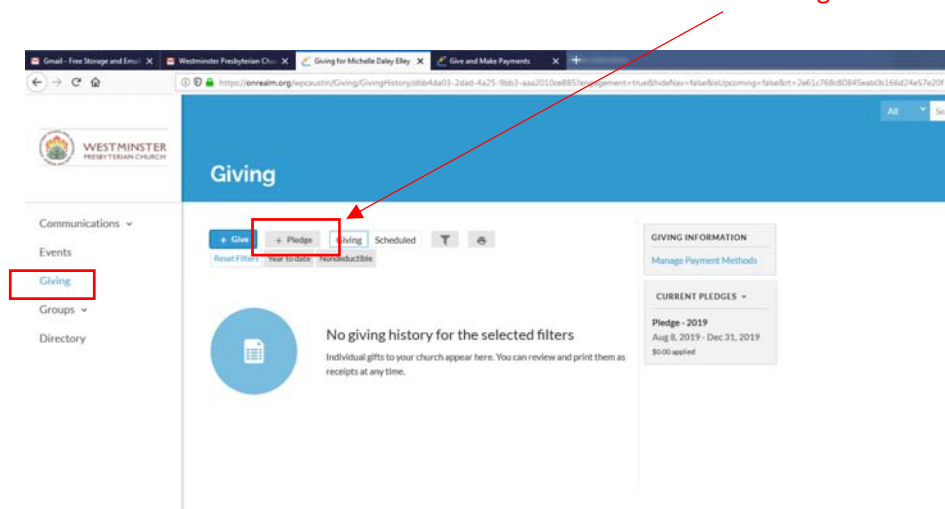 Gmail - Free Storage and Emai X
Westminster Presbyterian Chu X
Giving for Michelle Daley Elley X
Give and Make Payments X +
WESTMINSTER
PRESBYTERIAN CHURCH
All
Giving
Communications
Events
Giving
Groups
Directory
+ Give + Pledge Giving Scheduled
Reset Filters Year to date Nondeductible
No giving history for the selected filters
Individual gifts to your church appear here. You can review and print them as
receipts at any time.
GIVING INFORMATION
Manage Payment Methods
CURRENT PLEDGES
Pledge - 2019
Aug 8, 2019 - Dec 31, 2019
$0.00 applied